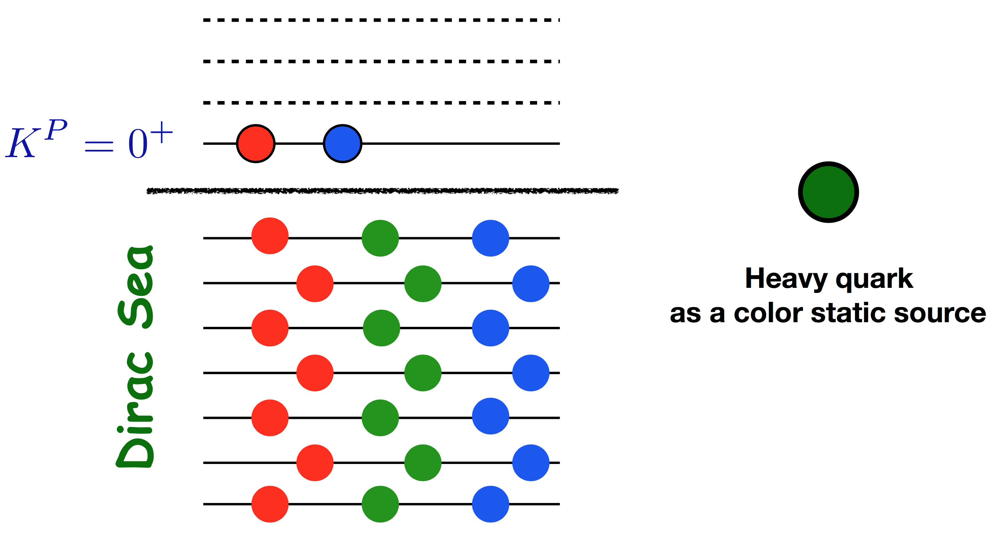 $K^P = 0^+$
Dirac Sea
Heavy quark
as a color static source